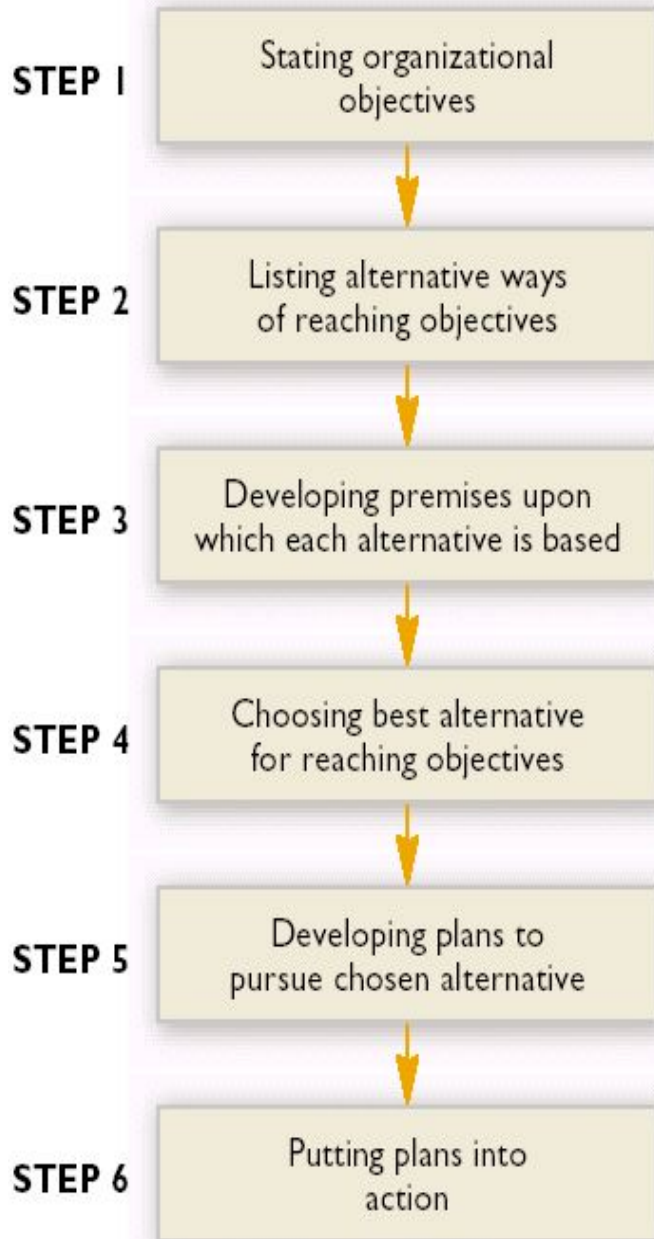 STEP 1
Stating organizational
objectives
STEP 2
Listing alternative ways
of reaching objectives
STEP 3
Developing premises upon
which each alternative is based
STEP 4
Choosing best alternative
for reaching objectives
STEP 5
Developing plans to
pursue chosen alternative
STEP 6
Putting plans into
action